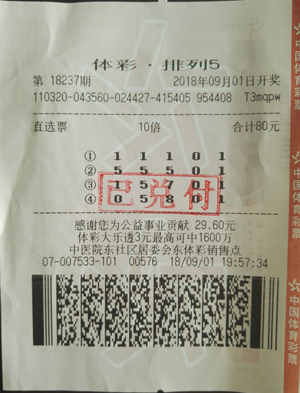 体彩·排列5
第 18237期 2018年09月01日开奖
110320-043560-024427-415405 954408 T3mqpw
直选票 10倍 合计80元
① 1 1 1 0 1
② 5 5 5 0 1
③ 1 5 7 0 1
④ 0 5 8 0 1
已兑付
感谢您为公益事业贡献 29.60元
体彩大乐透3元最高可中1600万
中医院东社区居委会东体彩销售点
07-007533-101 00576 18/09/01 19:57:34
中国体育彩票
中国体育彩票